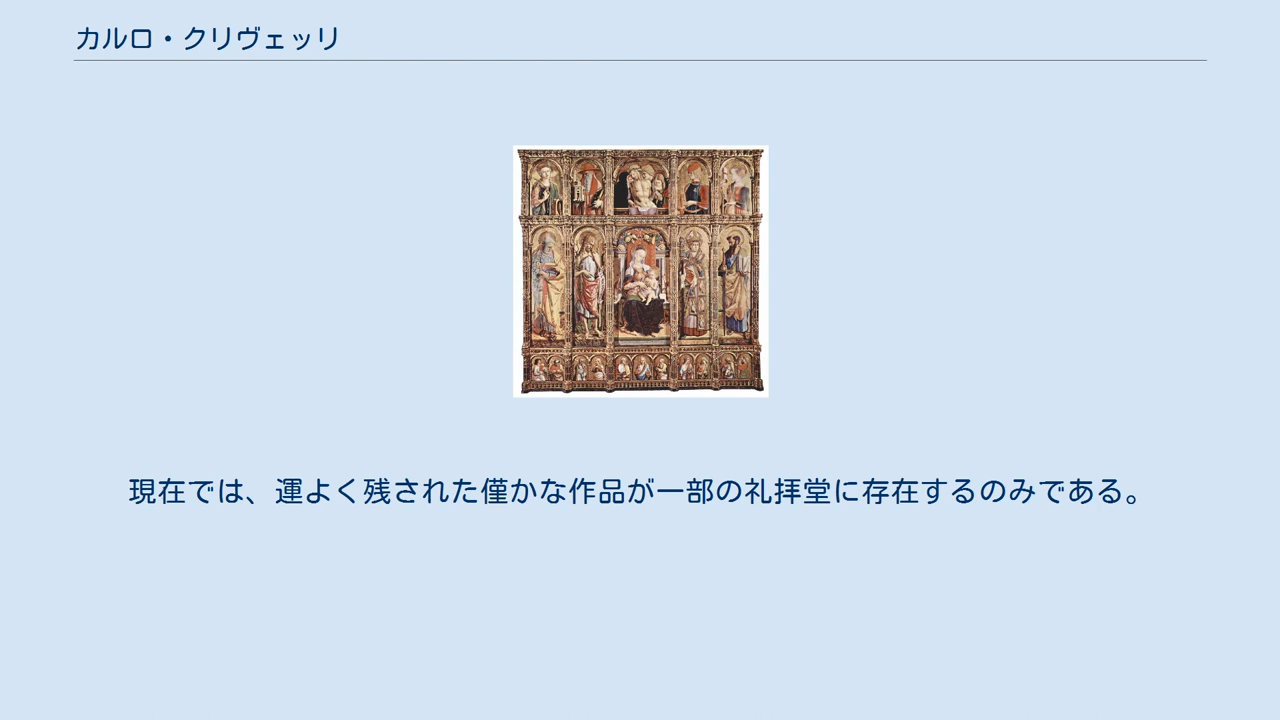 カルロ・クリヴェッリ
現在では、運よく残された僅かな作品が一部の礼拝堂に存在するのみである。